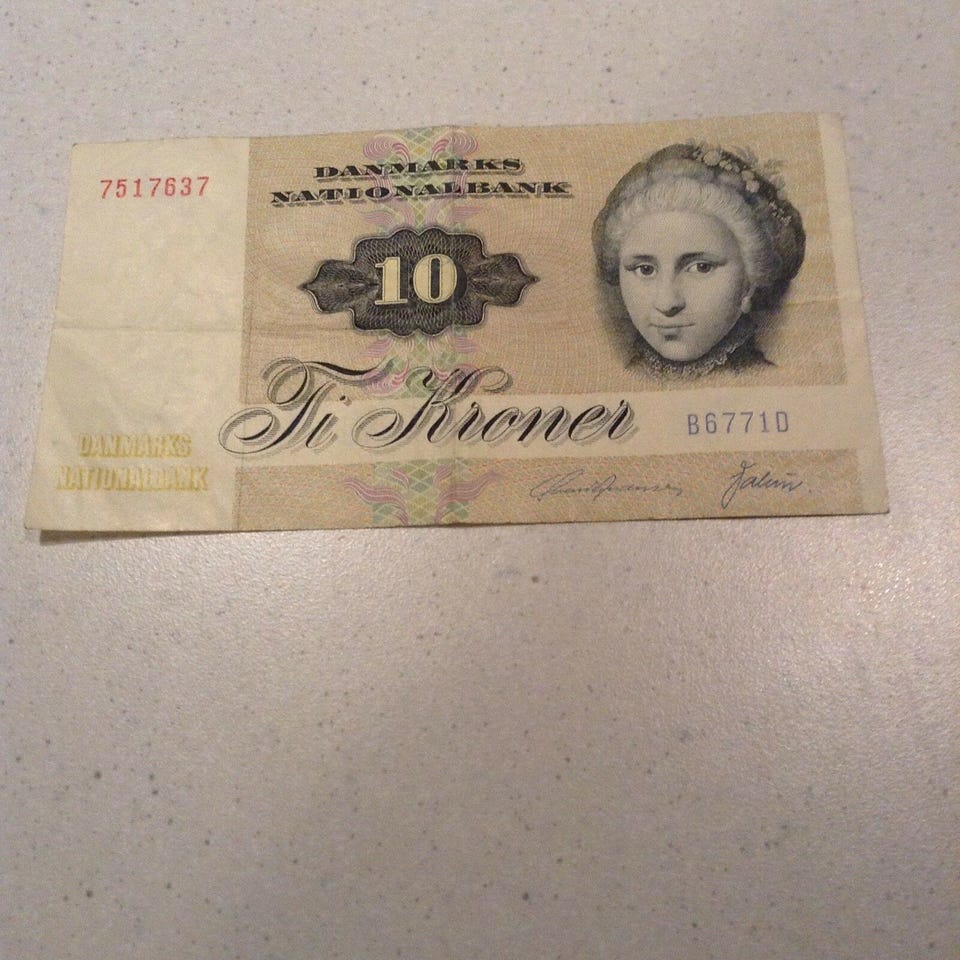 7517637
DANMARKS
NATIONALBANK
10
Ti Kroner
B6771D
DANMARKS
NATIONALBANK